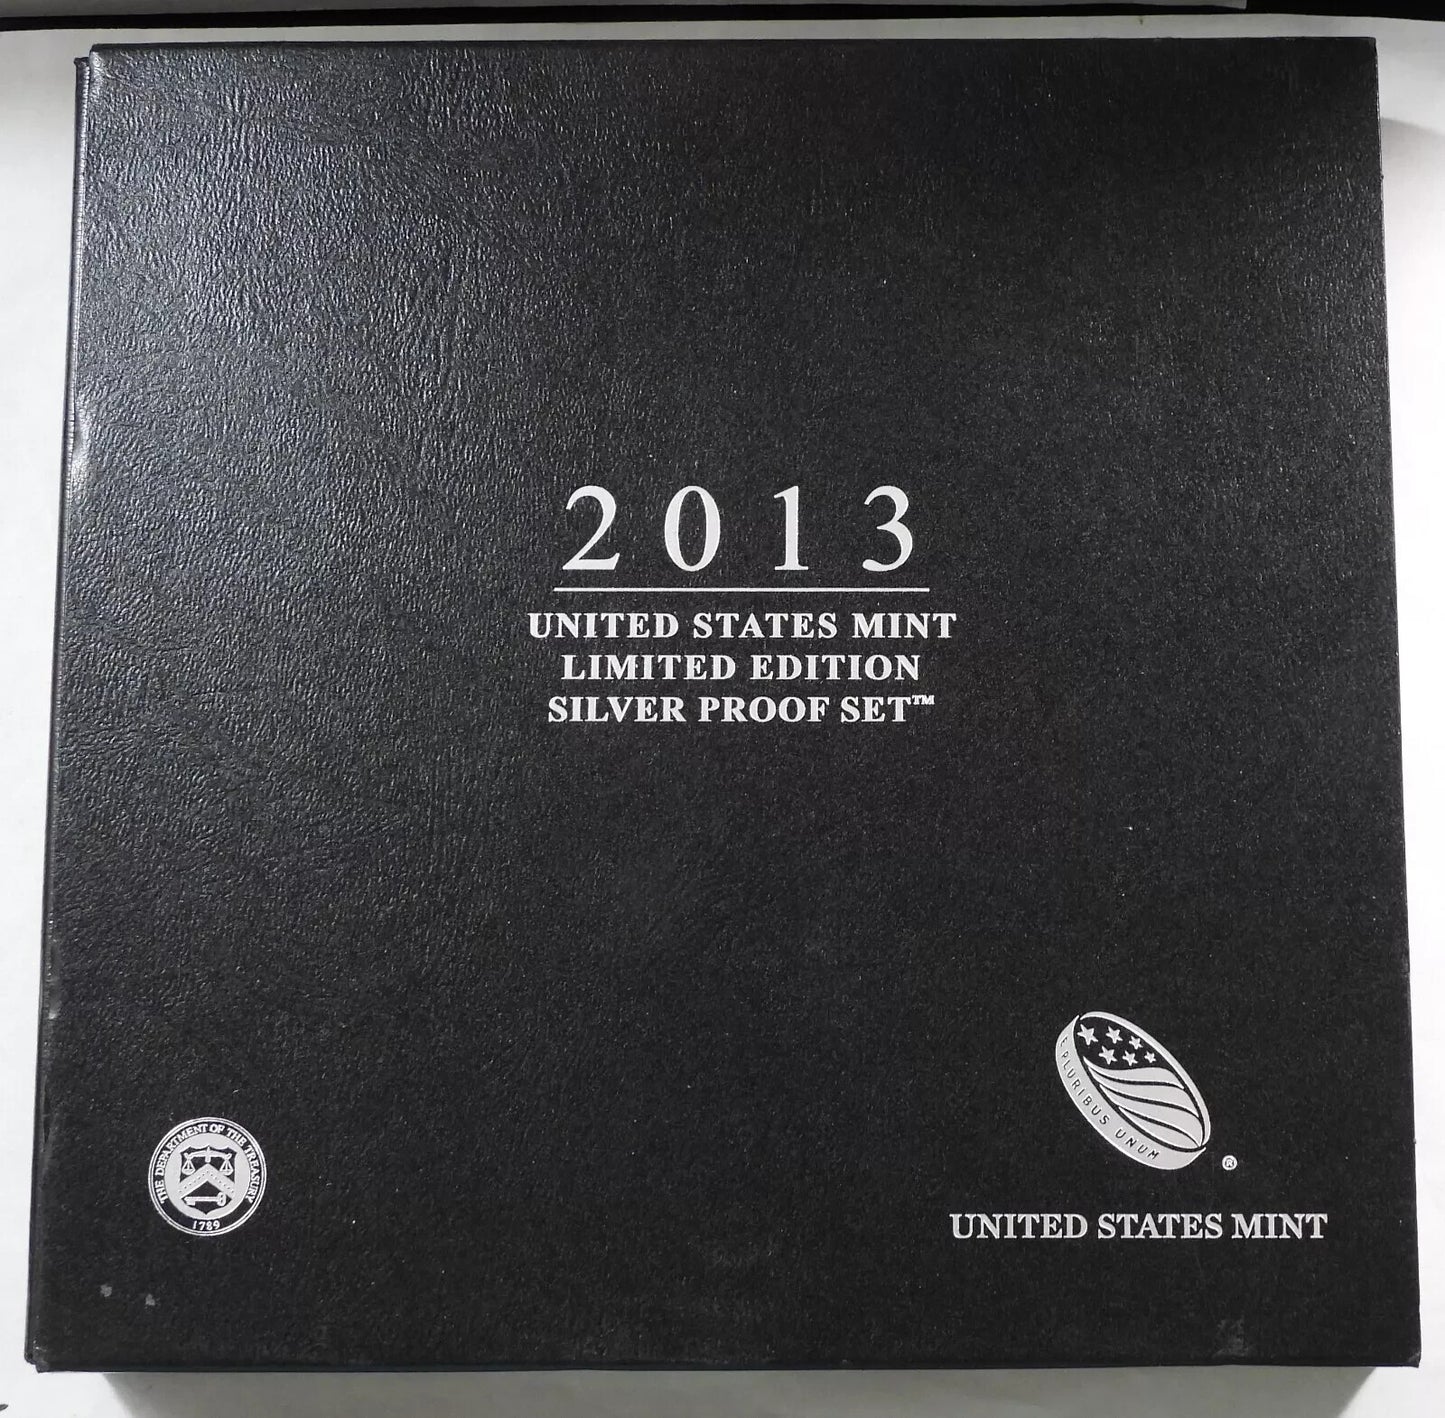 2013
UNITED STATES MINT
LIMITED EDITION
SILVER PROOF SET™
E PLURIBUS UNUM
®
THE DEPARTMENT OF THE TREASURY
1789
UNITED STATES MINT